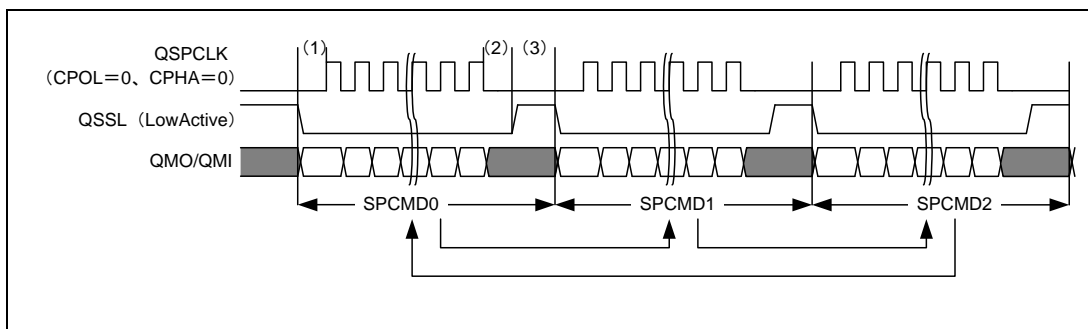 (1) (2) (3)
QSPCLK
（CPOL＝0、CPHA＝0）
QSSL（LowActive）
QMO/QMI
SPCMD0 SPCMD1 SPCMD2